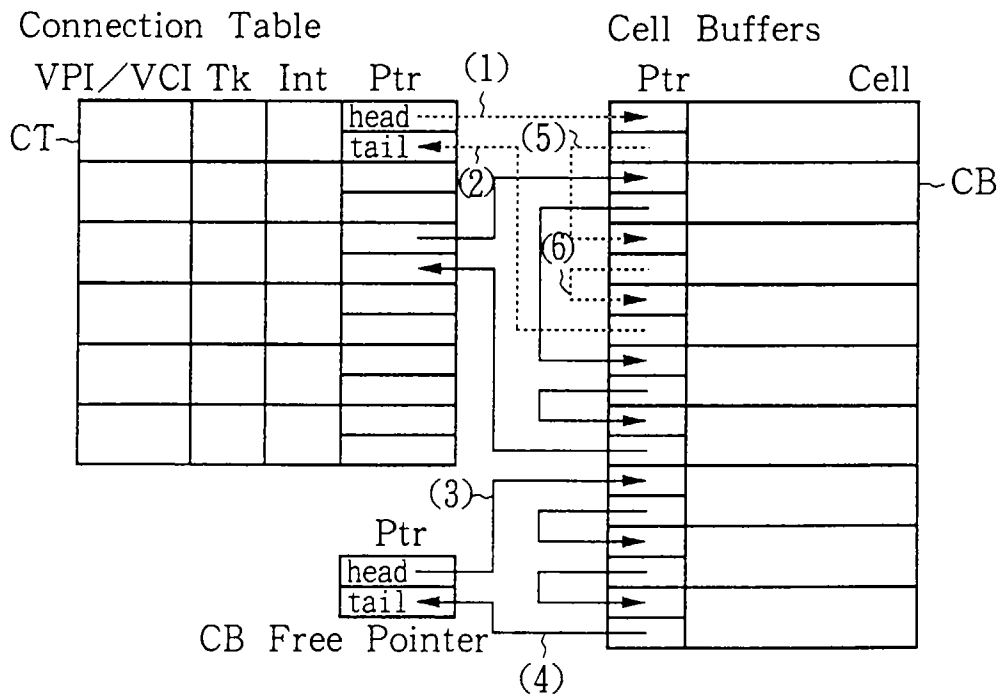 Connection Table
Cell Buffers
VPI/VCI Tk Int Ptr
(1)
Ptr Cell
CT
head
tail
(2)
(5)
CB
(6)
(3)
Ptr
head
tail
CB Free Pointer
(4)